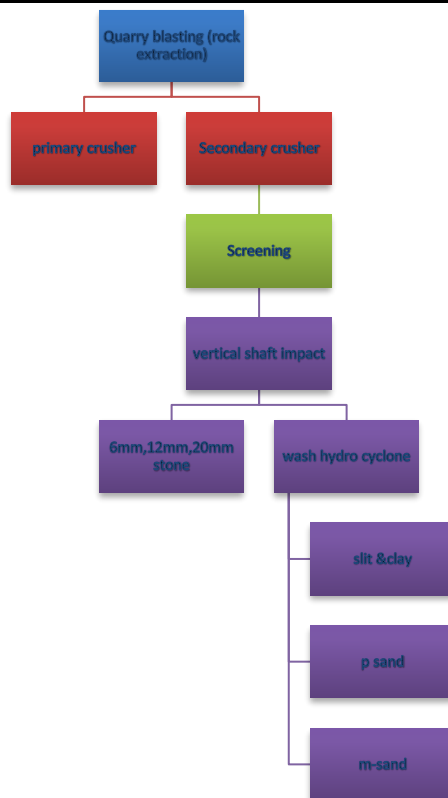 Quarry blasting (rock
extraction)
primary crusher
Secondary crusher
Screening
vertical shaft impact
6mm,12mm,20mm
stone
wash hydro cyclone
slit &clay
p sand
m-sand